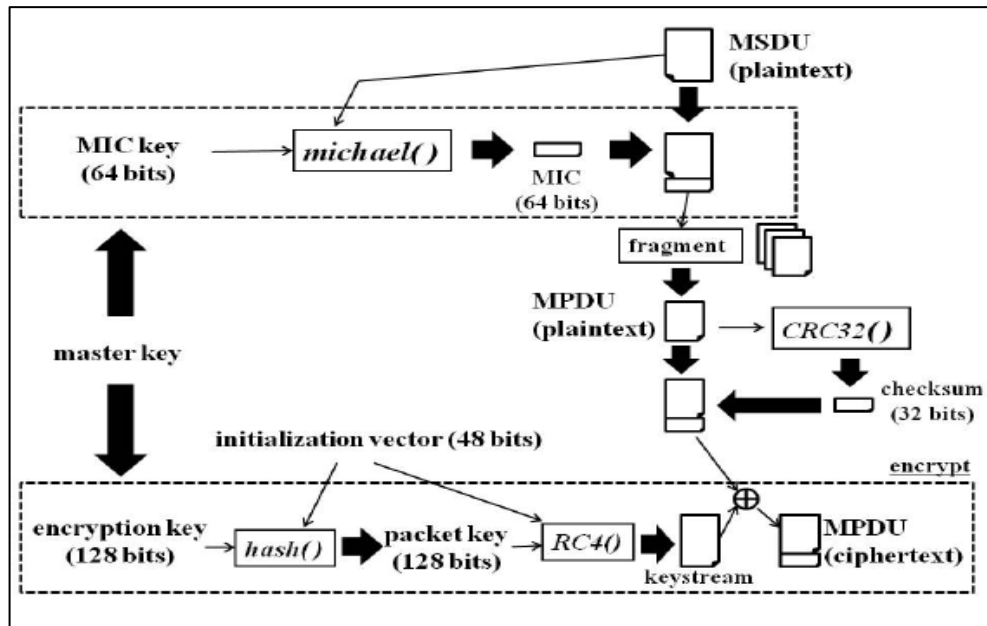 MSDU
(plaintext)
MIC key
(64 bits)
michael()
MIC
(64 bits)
fragment
MPDU
(plaintext)
CRC32()
master key
checksum
(32 bits)
initialization vector (48 bits)
encrypt
encryption key
(128 bits)
hash()
packet key
(128 bits)
RC4()
keystream
MPDU
(ciphertext)